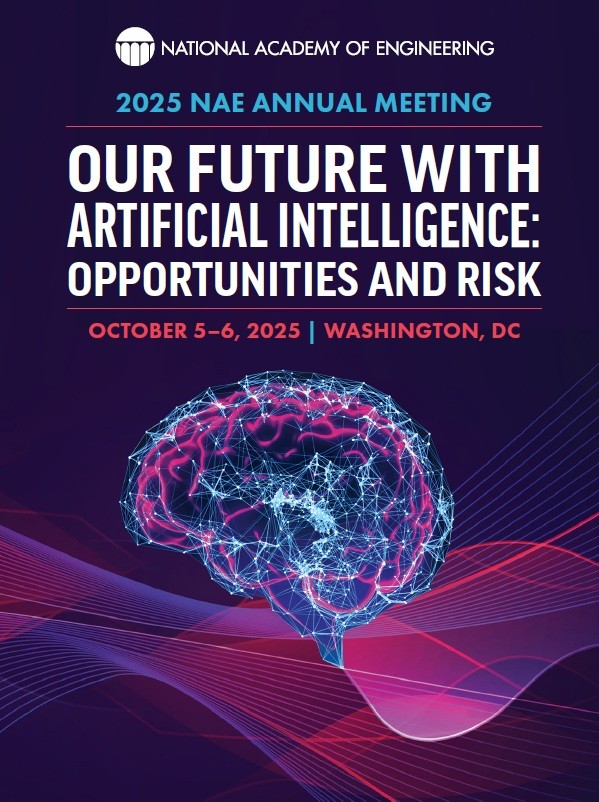 NATIONAL ACADEMY OF ENGINEERING
2025 NAE ANNUAL MEETING
OUR FUTURE WITH
ARTIFICIAL INTELLIGENCE:
OPPORTUNITIES AND RISK
OCTOBER 5–6, 2025 | WASHINGTON, DC